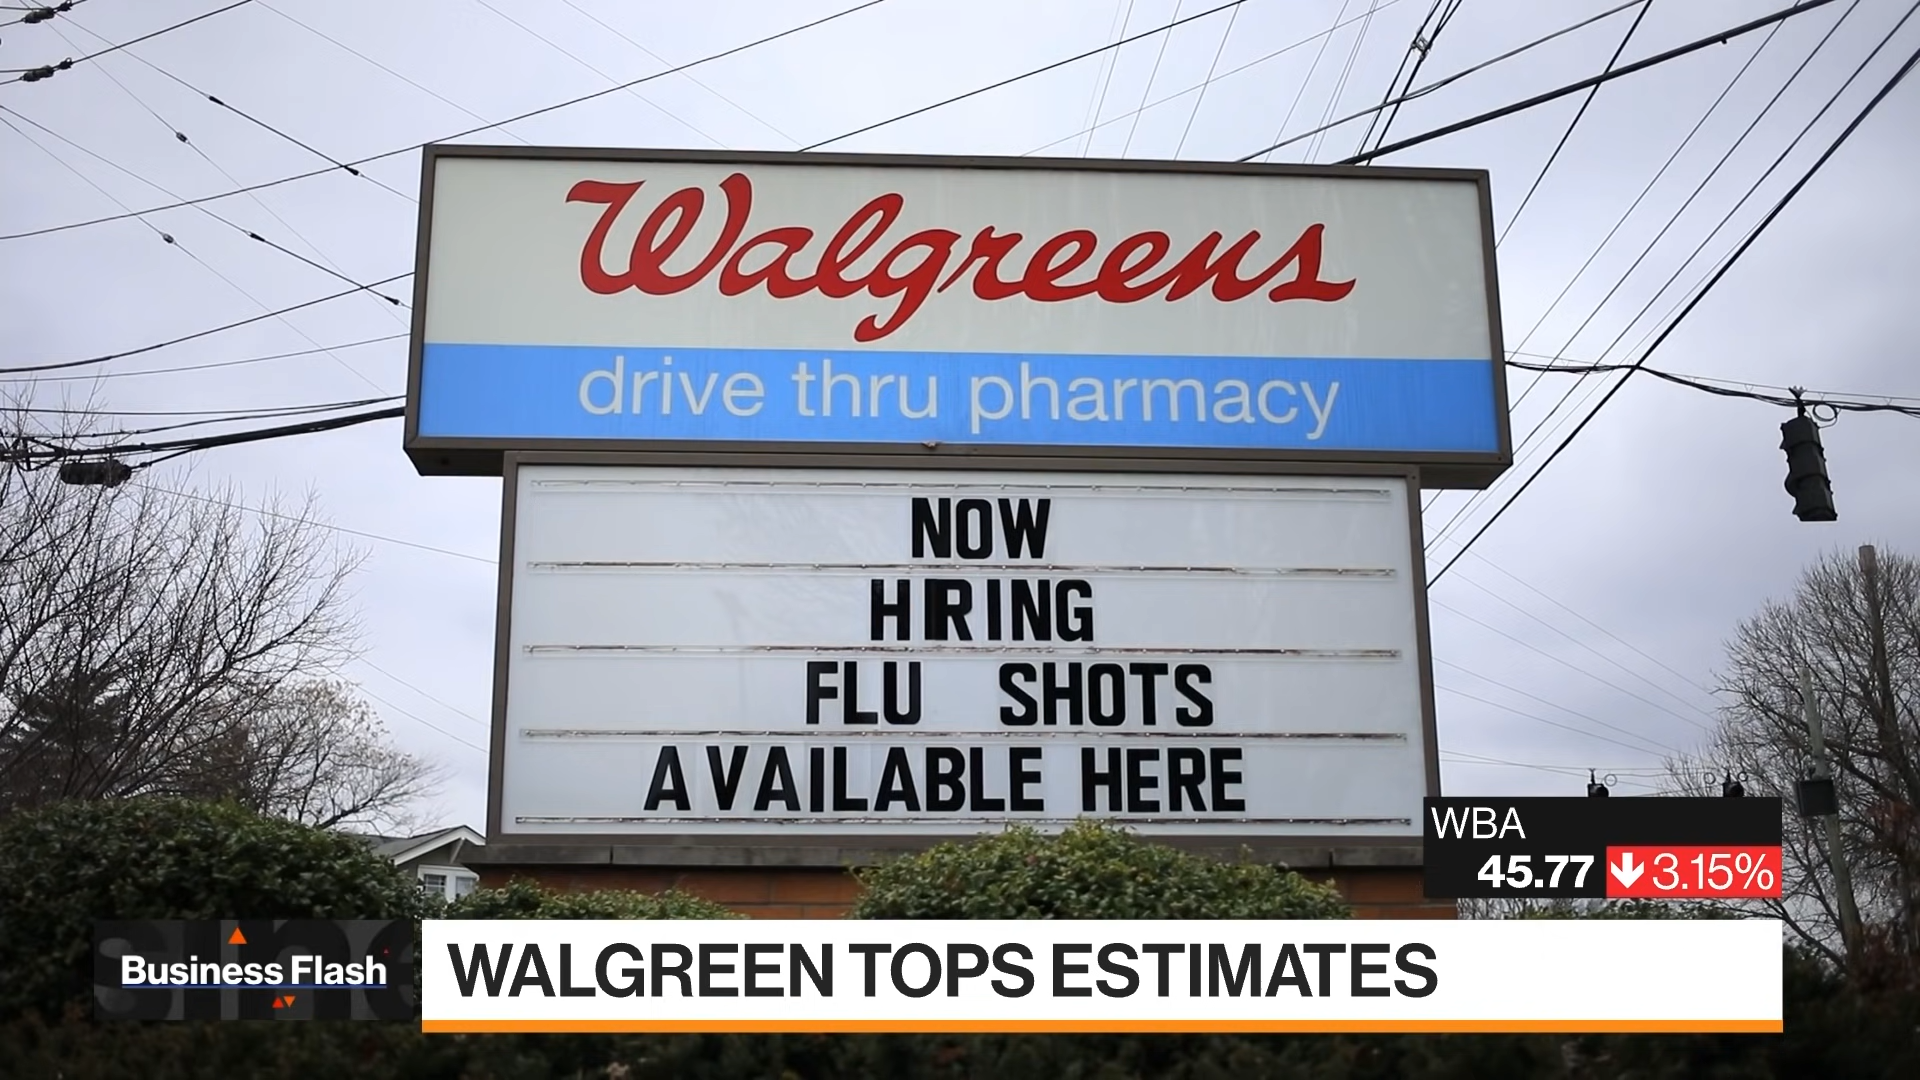 Walgreens
drive thru pharmacy
NOW
HIRING
FLU SHOTS
AVAILABLE HERE
WBA
45.77 ↓3.15%
Business Flash
WALGREEN TOPS ESTIMATES